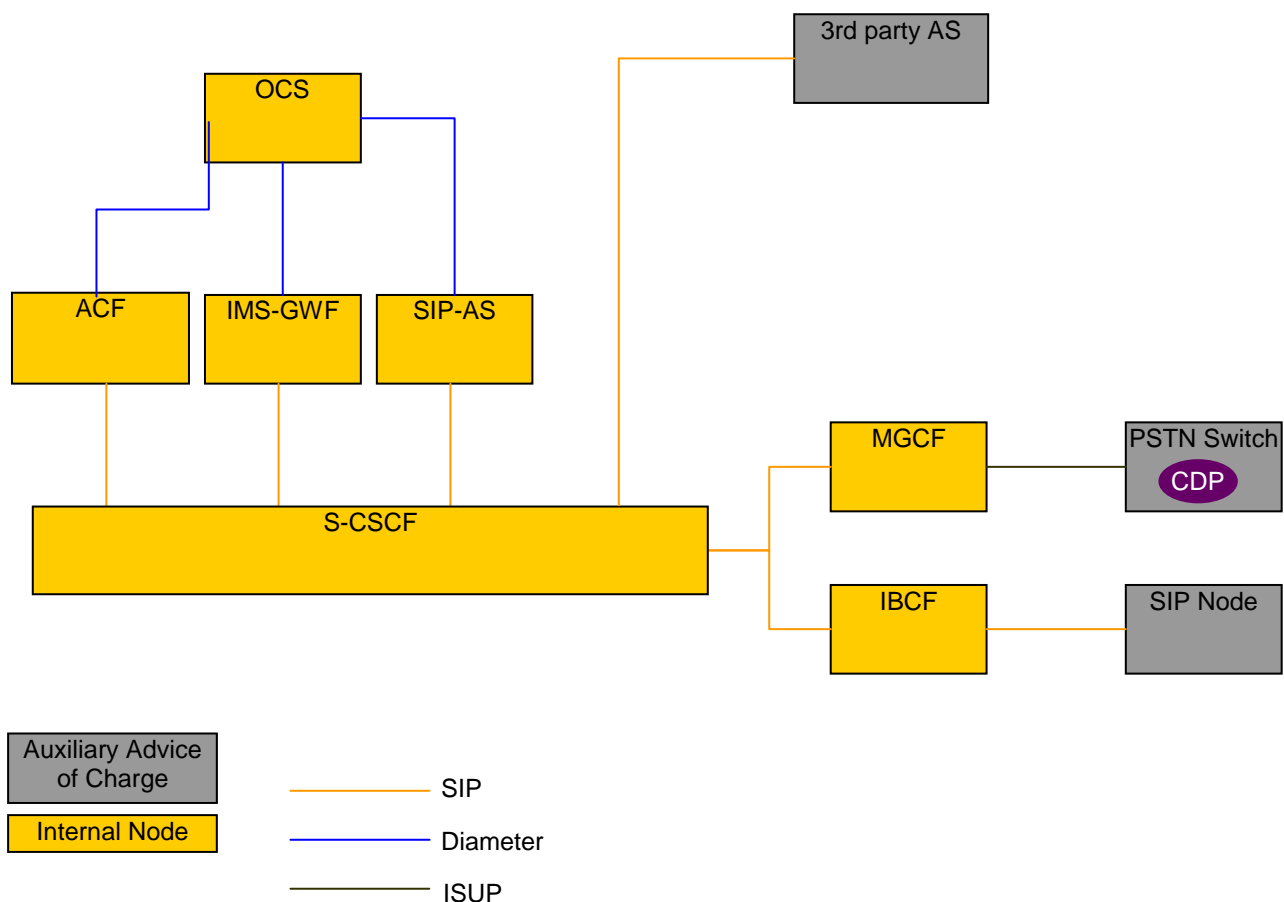 3rd party AS
OCS
ACF
IMS-GWF
SIP-AS
MGCF
PSTN Switch
CDP
S-CSCF
IBCF
SIP Node
Auxiliary Advice
of Charge
Internal Node
SIP
Diameter
ISUP